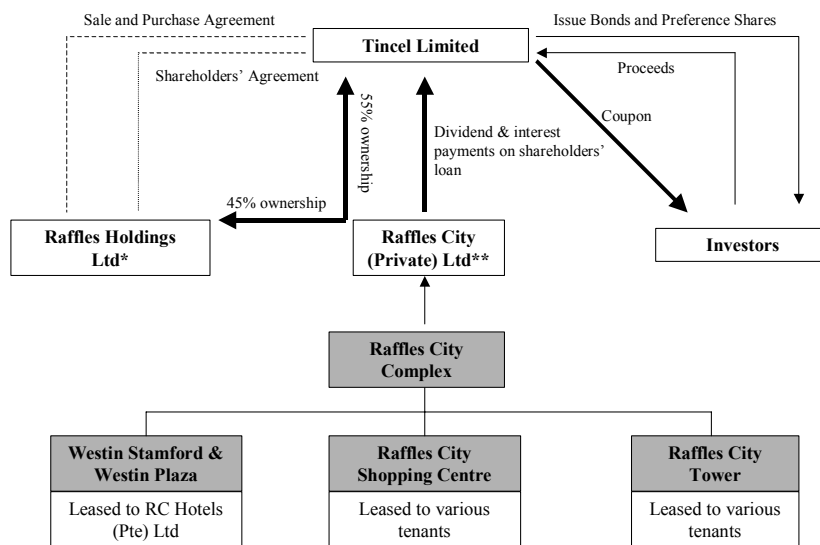 Sale and Purchase Agreement
Issue Bonds and Preference Shares
Tincel Limited
Shareholders’ Agreement
Proceeds
55% ownership
Dividend & interest
payments on shareholders’
loan
Coupon
45% ownership
Raffles Holdings
Ltd*
Raffles City
(Private) Ltd**
Investors
Raffles City
Complex
Westin Stamford &
Westin Plaza
Leased to RC Hotels
(Pte) Ltd
Raffles City
Shopping Centre
Leased to various
tenants
Raffles City
Tower
Leased to various
tenants